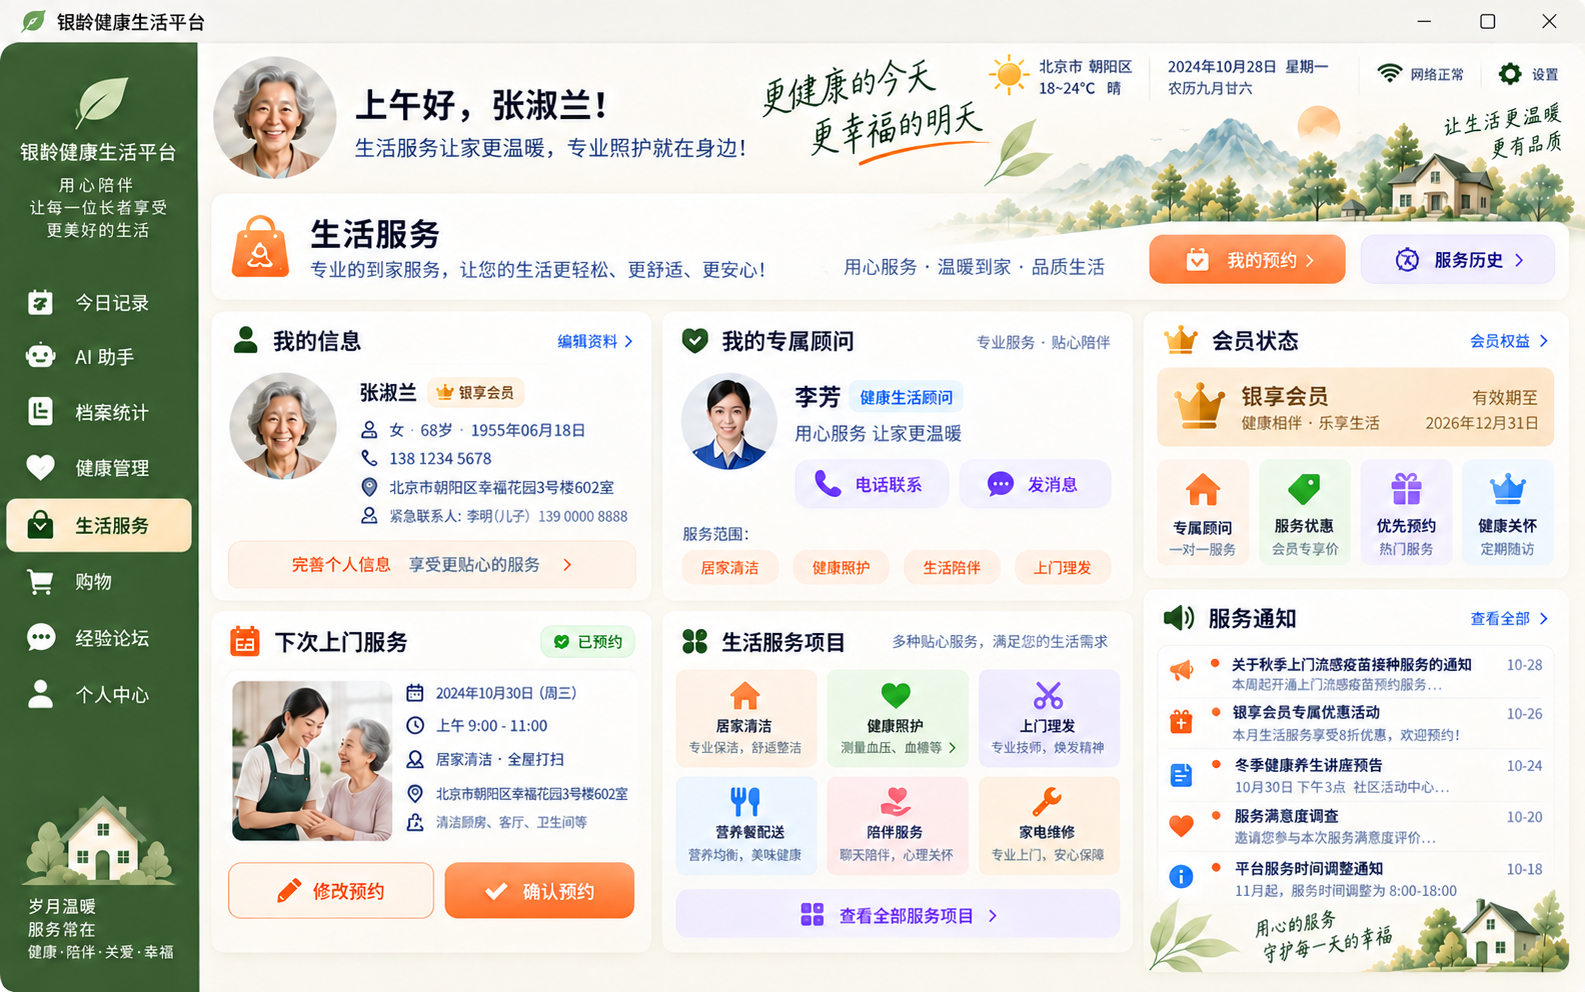 银龄健康生活平台
银龄健康生活平台
用心陪伴
让每一位长者享受
更美好的生活
今日记录
AI 助手
档案统计
健康管理
生活服务
购物
经验论坛
个人中心
岁月温暖
服务常在
健康·陪伴·关爱·幸福
上午好，张淑兰！
生活服务让家更温暖，专业照护就在身边！
更健康的今天
更幸福的明天
北京市 朝阳区
18~24°C 晴
2024年10月28日 星期一
农历九月廿六
网络正常
设置
让生活更温暖
更有品质
生活服务
专业的到家服务，让您的生活更轻松、更舒适、更安心！
用心服务 · 温暖到家 · 品质生活
我的预约
服务历史
我的信息
编辑资料
张淑兰
银享会员
女 · 68岁 · 1955年06月18日
138 1234 5678
北京市朝阳区幸福花园3号楼602室
紧急联系人: 李明(儿子) 139 0000 8888
完善个人信息 享受更贴心的服务
我的专属顾问
专业服务 · 贴心陪伴
李芳
健康生活顾问
用心服务 让家更温暖
电话联系
发消息
服务范围:
居家清洁
健康照护
生活陪伴
上门理发
会员状态
会员权益
银享会员
健康相伴 · 乐享生活
有效期至
2026年12月31日
专属顾问
一对一服务
服务优惠
会员专享价
优先预约
热门服务
健康关怀
定期随访
下次上门服务
已预约
2024年10月30日 (周三)
上午 9:00 - 11:00
居家清洁 · 全屋打扫
北京市朝阳区幸福花园3号楼602室
清洁厨房、客厅、卫生间等
修改预约
确认预约
生活服务项目
多种贴心服务，满足您的生活需求
居家清洁
专业保洁，舒适整洁
健康照护
测量血压、血糖等
上门理发
专业技师，焕发精神
营养餐配送
营养均衡，美味健康
陪伴服务
聊天陪伴，心理关怀
家电维修
专业上门，安心保障
查看全部服务项目
服务通知
查看全部
关于秋季上门流感疫苗接种服务的通知
10-28
本周起开通上门流感疫苗预约服务...
银享会员专属优惠活动
10-26
本月生活服务享受8折优惠，欢迎预约！
冬季健康养生讲座预告
10-24
10月30日 下午3点 社区活动中心...
服务满意度调查
10-20
邀请您参与本次服务满意度评价...
平台服务时间调整通知
10-18
11月起，服务时间调整为 8:00-18:00
用心的服务
守护每一天的幸福